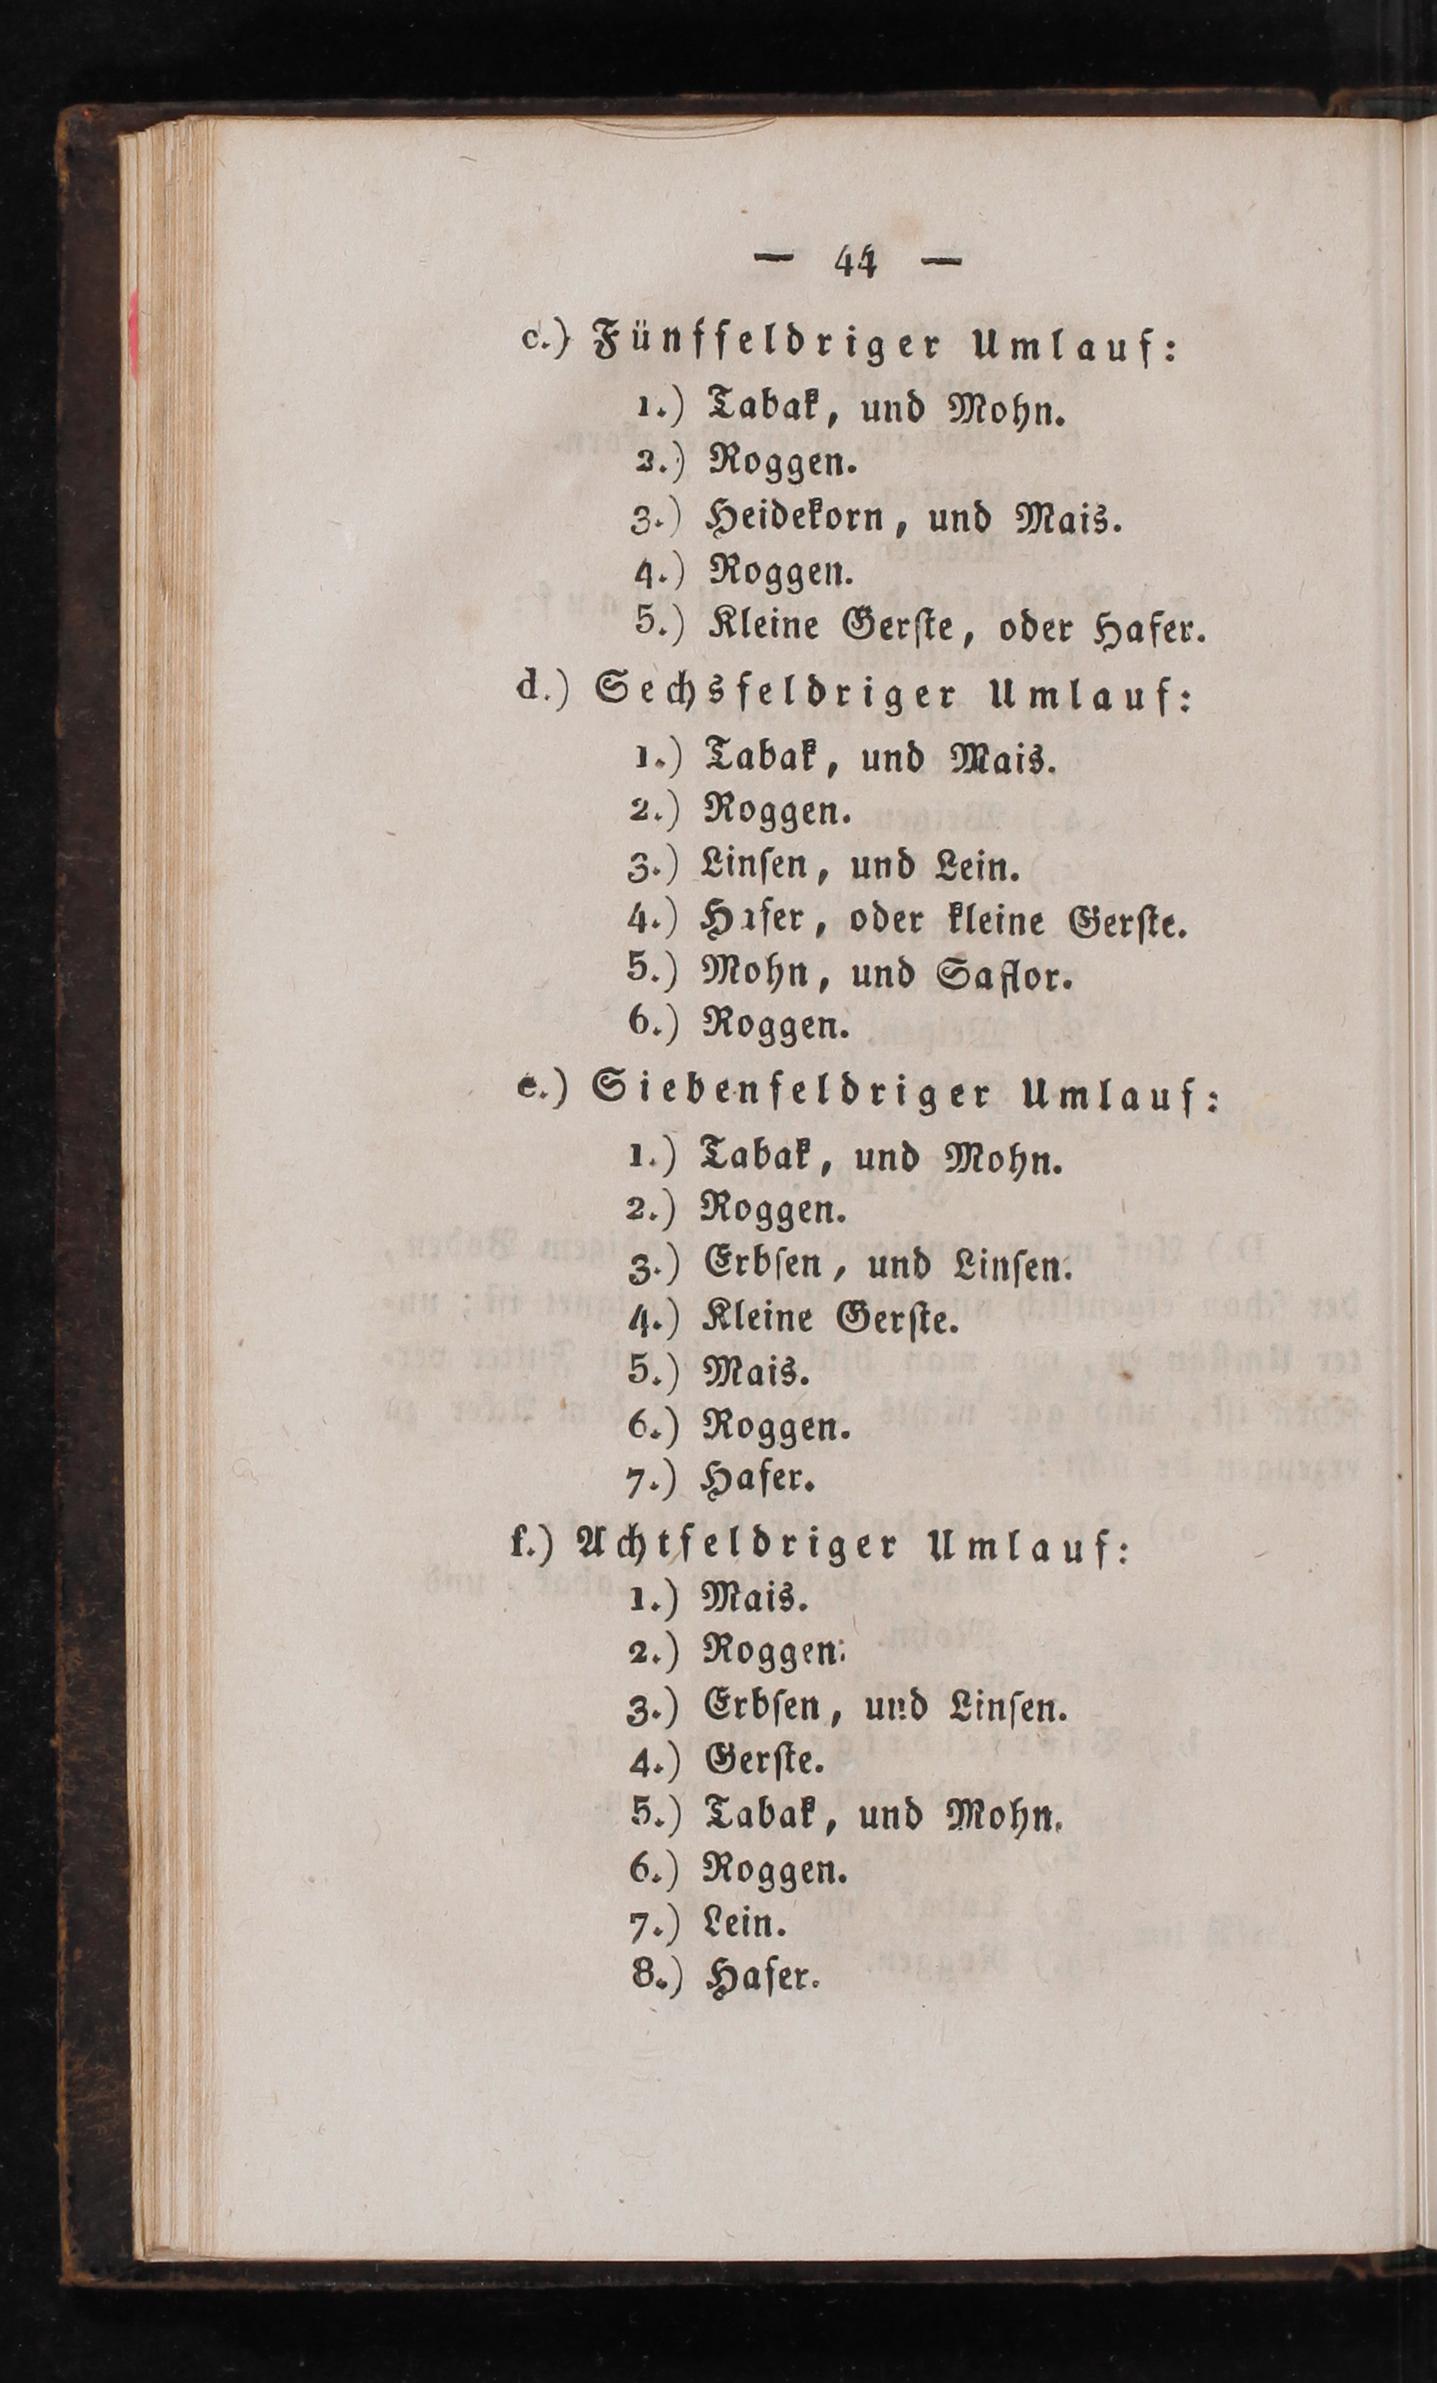 — 44 —
c.) Fünffeldriger Umlauf:
1.) Tabak, und Mohn.
2.) Roggen.
3.) Heidekorn, und Mais.
4.) Roggen.
5.) Kleine Gerſte, oder Hafer.
d.) Sechsfeldriger Umlauf:
1.) Tabak, und Mais.
2.) Roggen.
3.) Linſen, und Lein.
4.) Hafer, oder kleine Gerſte.
5.) Mohn, und Saflor.
6.) Roggen.
e.) Siebenfeldriger Umlauf:
1.) Tabak, und Mohn.
2.) Roggen.
3.) Erbſen, und Linſen.
4.) Kleine Gerſte.
5.) Mais.
6.) Roggen.
7.) Hafer.
f.) Achtfeldriger Umlauf:
1.) Mais.
2.) Roggen.
3.) Erbſen, und Linſen.
4.) Gerſte.
5.) Tabak, und Mohn.
6.) Roggen.
7.) Lein.
8.) Hafer.